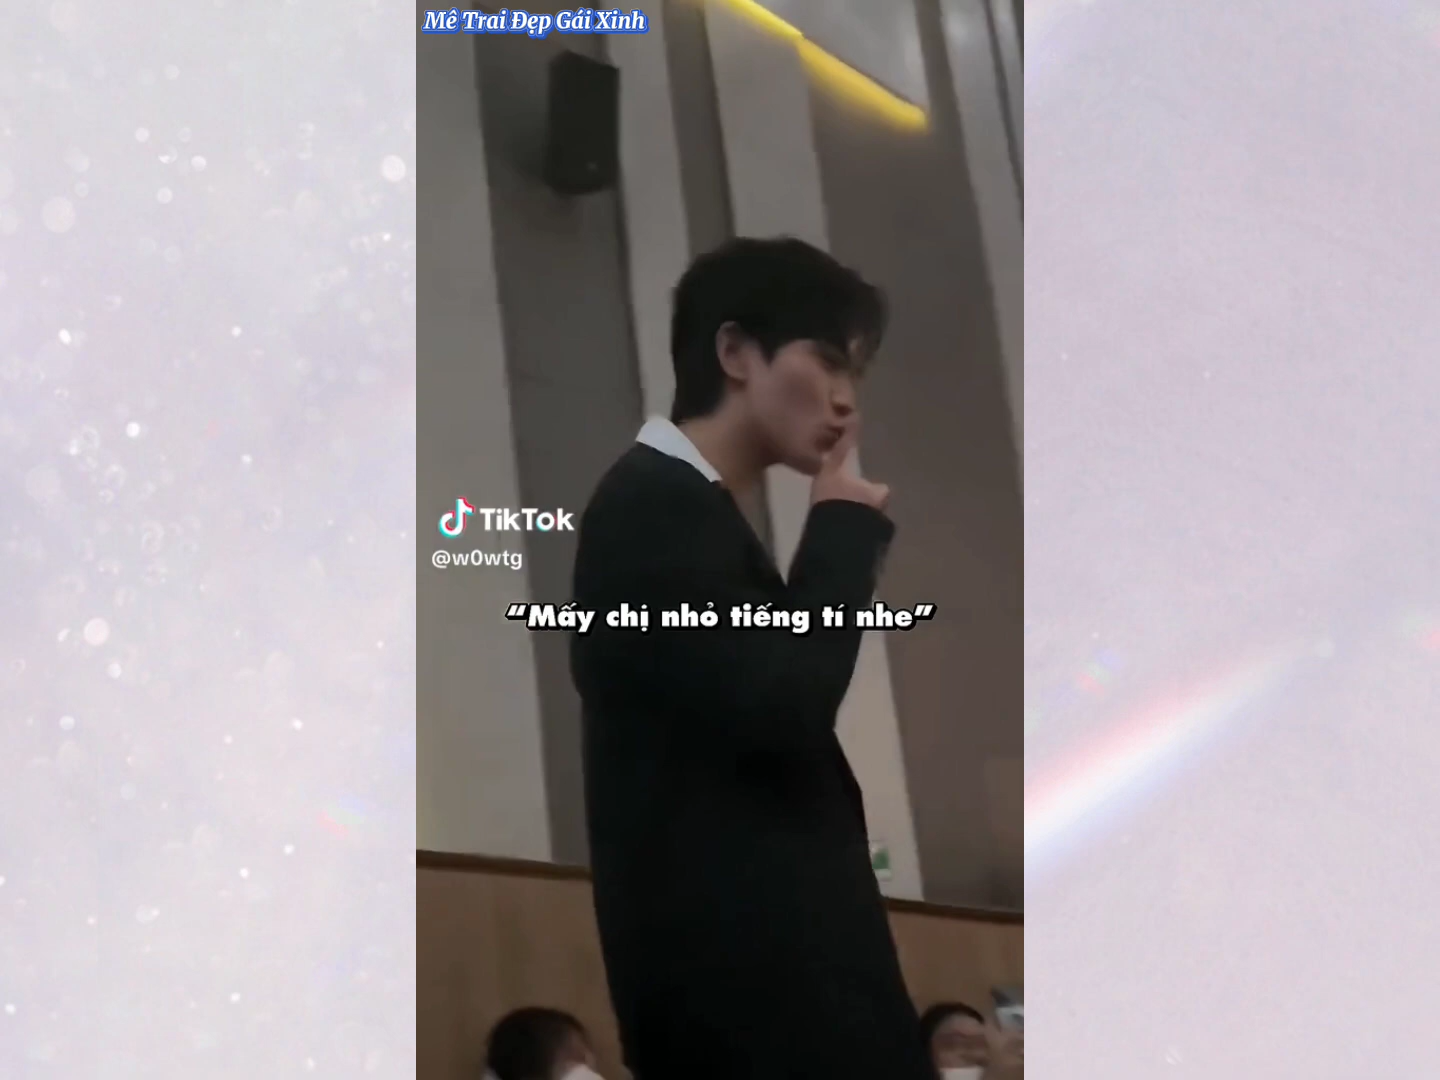 Mê Trai Đẹp Gái Xinh
TikTok
@w0wtg
“Mấy chị nhỏ tiếng tí nhe”